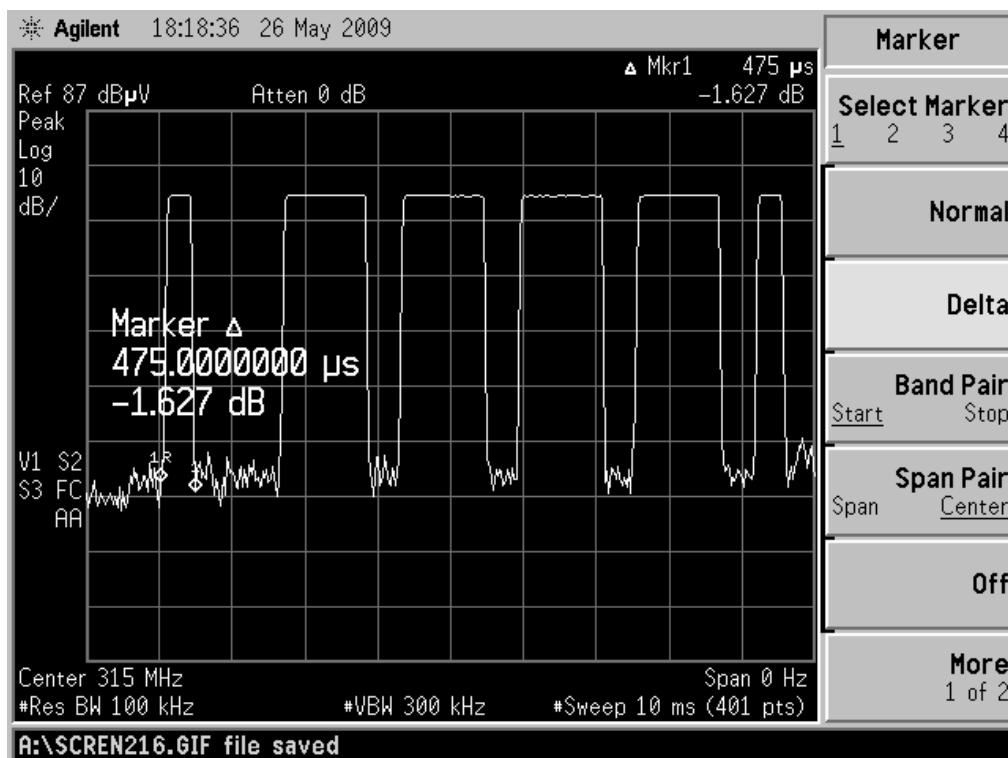 Agilent 18:18:36 26 May 2009
Δ Mkr1 475 µs
Ref 87 dBµV Atten 0 dB -1.627 dB
Peak
Log
10
dB/
Marker Δ
475.0000000 µs
-1.627 dB
1R
1
V1 S2
S3 FC
AA
Center 315 MHz Span 0 Hz
#Res BW 100 kHz #VBW 300 kHz #Sweep 10 ms (401 pts)
A:\SCREN216.GIF file saved
Marker
Select Marker
1 2 3 4
Normal
Delta
Band Pair
Start Stop
Span Pair
Span Center
Off
More
1 of 2